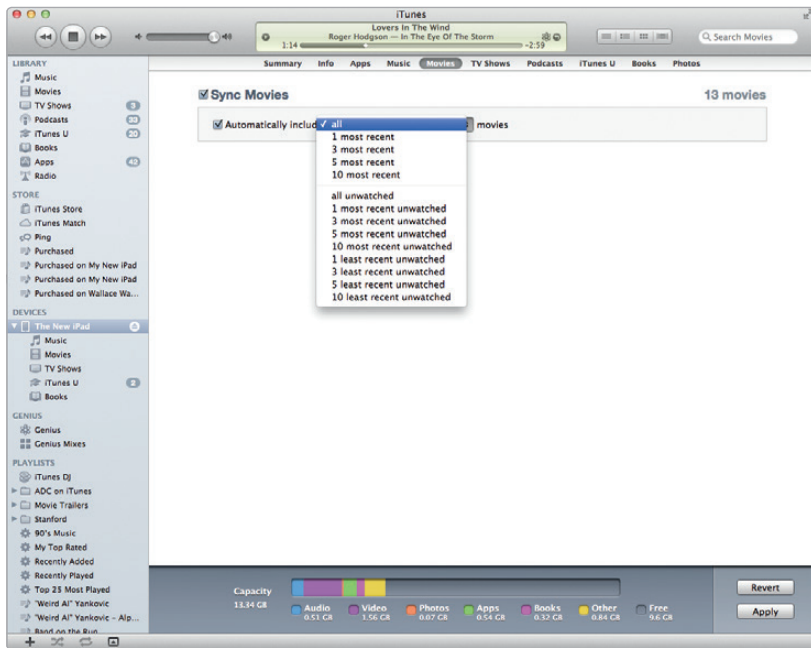 iTunes
Lovers In The Wind
Roger Hodgson — In The Eye Of The Storm
1:14
-2:59
Search Movies
LIBRARY
Music
Movies
TV Shows 3
Podcasts 33
iTunes U 20
Books
Apps 42
Radio
STORE
iTunes Store
iTunes Match
Ping
Purchased
Purchased on My New iPad
Purchased on My New iPad
Purchased on Wallace Wa...
DEVICES
The New iPad
Music
Movies
TV Shows
iTunes U 2
Books
GENIUS
Genius
Genius Mixes
PLAYLISTS
iTunes DJ
ADC on iTunes
Movie Trailers
Stanford
90's Music
My Top Rated
Recently Added
Recently Played
Top 25 Most Played
"Weird Al" Yankovic
"Weird Al" Yankovic – Alp...
Band on the Run
Summary Info Apps Music Movies TV Shows Podcasts iTunes U Books Photos
Sync Movies 13 movies
Automatically includ all movies
1 most recent
3 most recent
5 most recent
10 most recent
all unwatched
1 most recent unwatched
3 most recent unwatched
5 most recent unwatched
10 most recent unwatched
1 least recent unwatched
3 least recent unwatched
5 least recent unwatched
10 least recent unwatched
Capacity
13.34 GB
Audio Video Photos Apps Books Other Free
0.51 GB 1.56 GB 0.07 GB 0.54 GB 0.32 GB 0.84 GB 9.6 GB
Revert
Apply